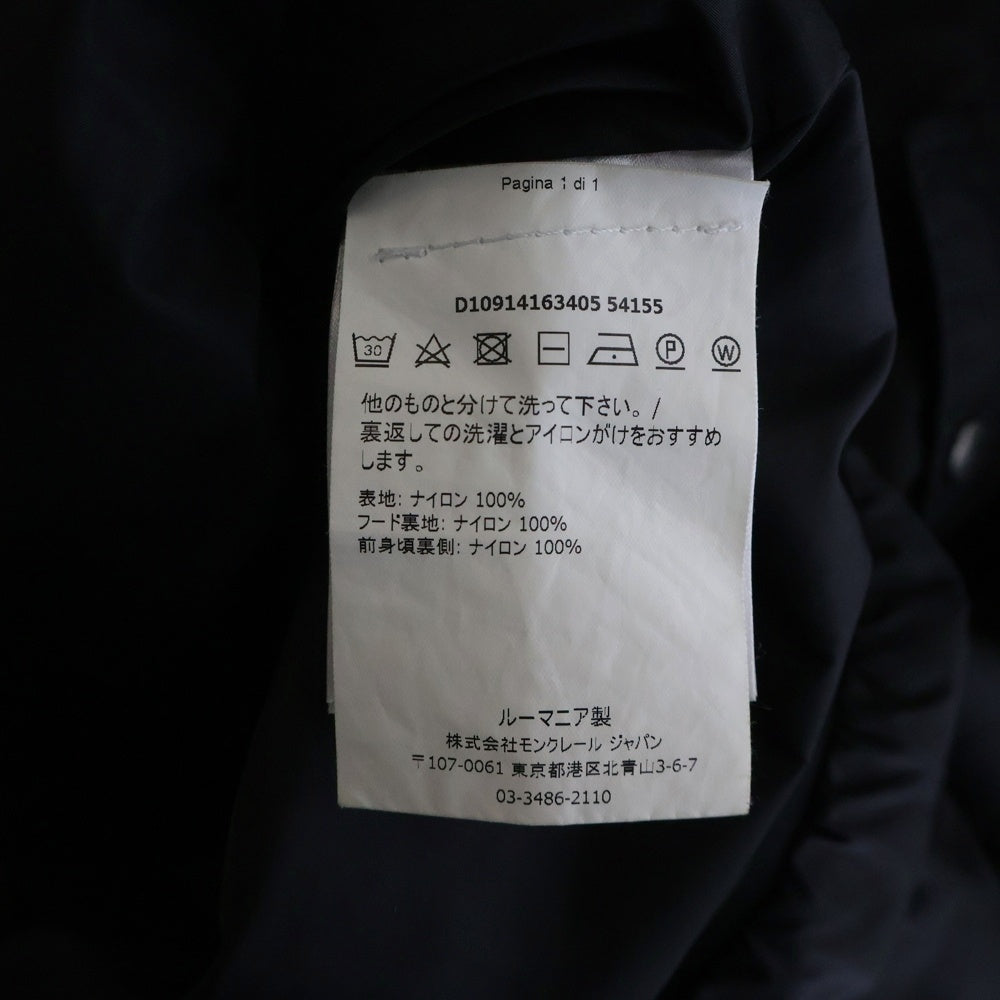 Pagina 1 di 1
D10914163405 54155
30 P W
他のものと分けて洗って下さい。/
裏返しての洗濯とアイロンがけをおすすめ
します。
表地: ナイロン 100%
フード裏地: ナイロン 100%
前身頃裏側: ナイロン 100%
ルーマニア製
株式会社モンクレール ジャパン
〒107-0061 東京都港区北青山3-6-7
03-3486-2110